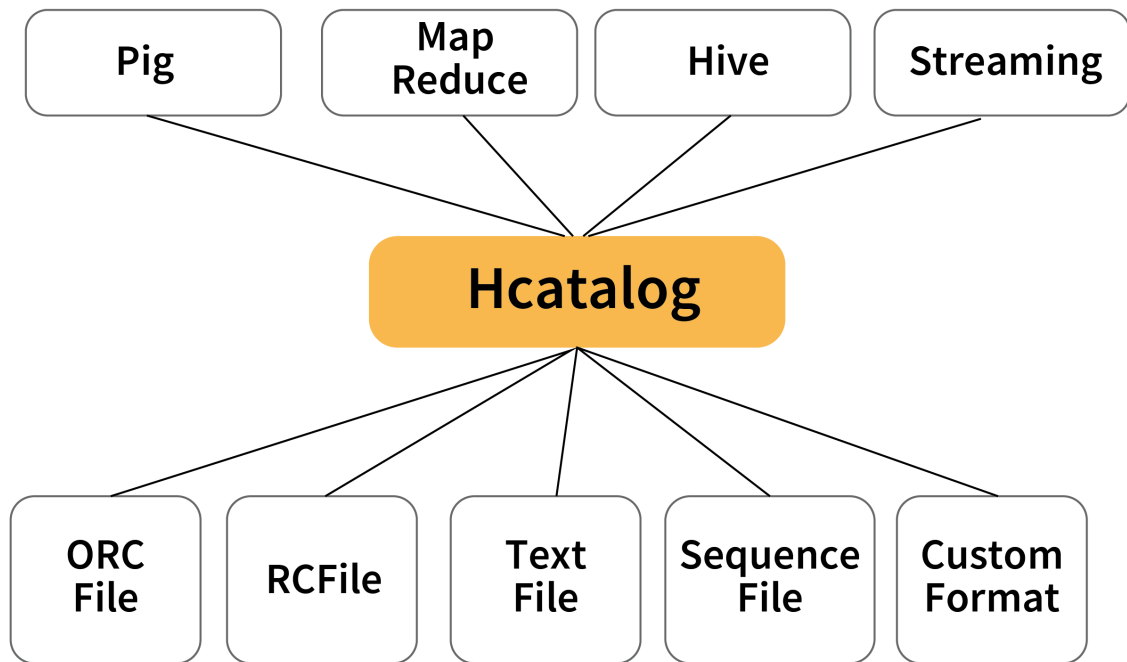 Pig
Map
Reduce
Hive
Streaming
Hcatalog
ORC
File
RCFile
Text
File
Sequence
File
Custom
Format